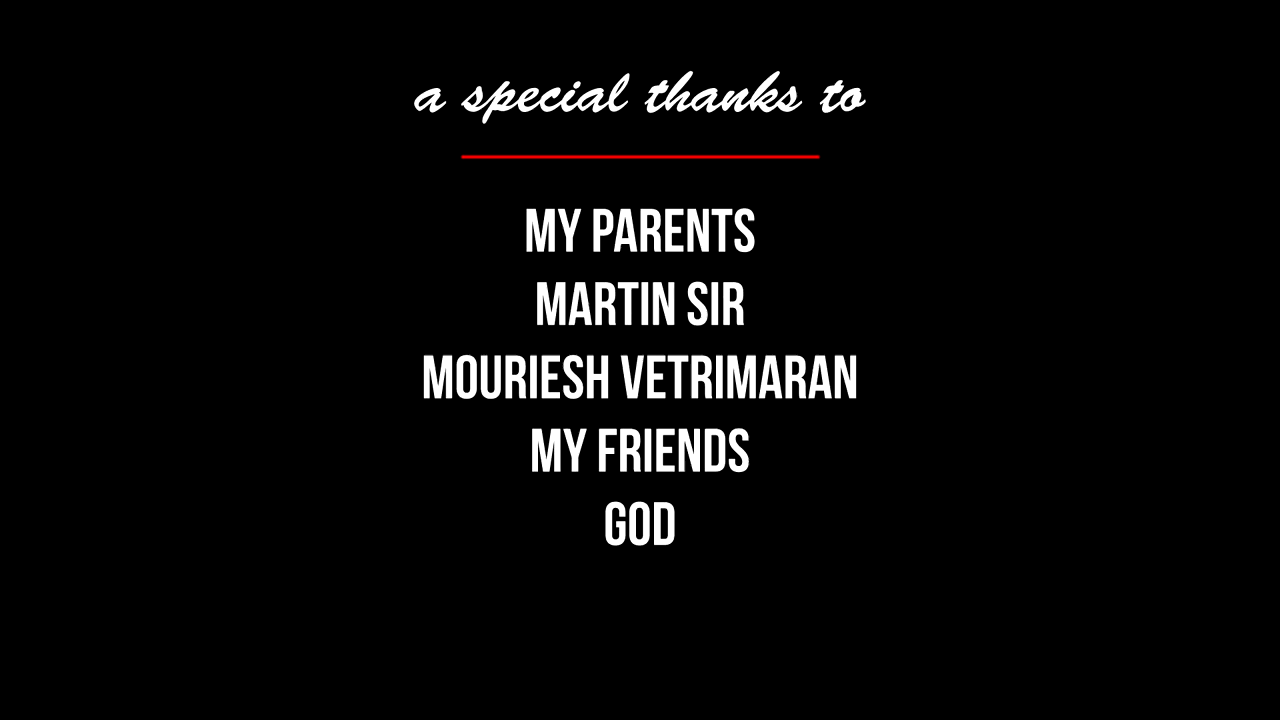 a special thanks to
MY PARENTS
MARTIN SIR
MOURIESH VETRIMARAN
MY FRIENDS
GOD